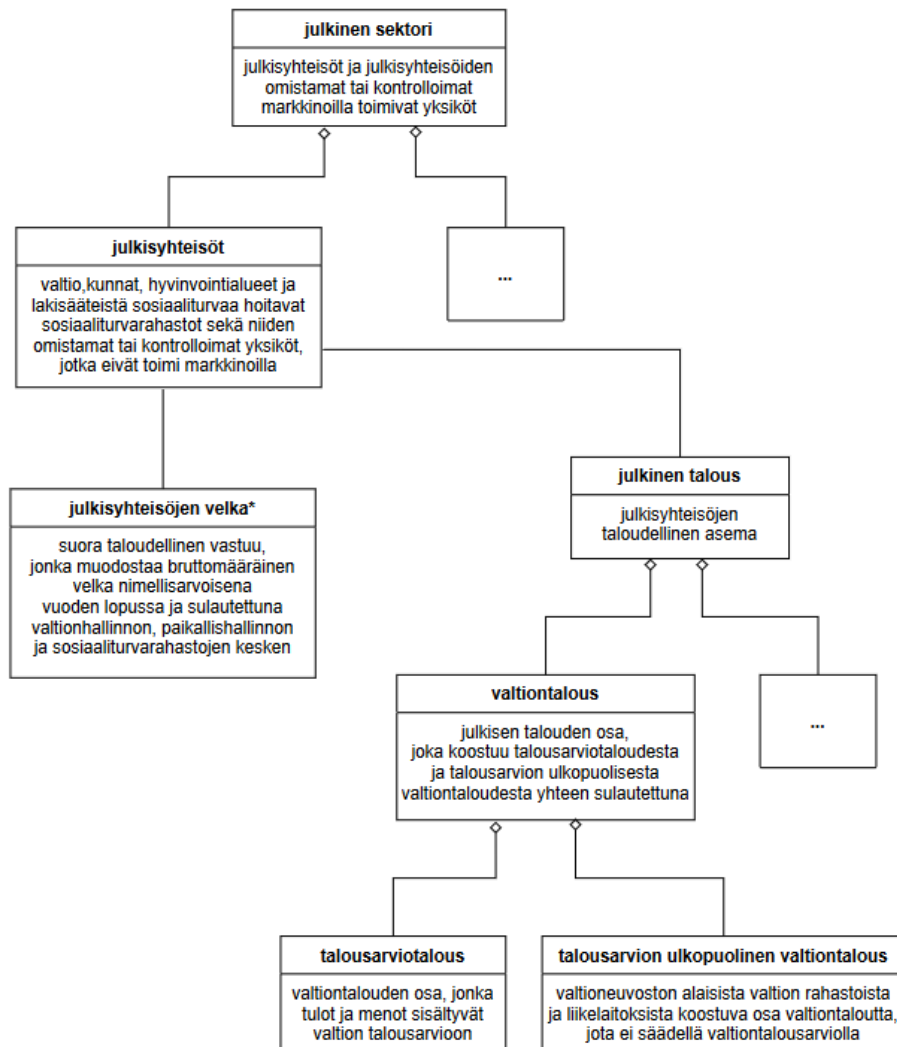 julkinen sektori
julkisyhteisöt ja julkisyhteisöiden
omistamat tai kontrolloimat
markkinoilla toimivat yksiköt
julkisyhteisöt
valtio,kunnat, hyvinvointialueet ja
lakisääteistä sosiaaliturvaa hoitavat
sosiaaliturvarahastot sekä niiden
omistamat tai kontrolloimat yksiköt,
jotka eivät toimi markkinoilla
...
julkisyhteisöjen velka*
suora taloudellinen vastuu,
jonka muodostaa bruttomääräinen
velka nimellisarvoisena
vuoden lopussa ja sulautettuna
valtionhallinnon, paikallishallinnon
ja sosiaaliturvarahastojen kesken
julkinen talous
julkisyhteisöjen
taloudellinen asema
valtiontalous
julkisen talouden osa,
joka koostuu talousarviotaloudesta
ja talousarvion ulkopuolisesta
valtiontaloudesta yhteen sulautettuna
...
talousarviotalous
valtiontalouden osa, jonka
tulot ja menot sisältyvät
valtion talousarvioon
talousarvion ulkopuolinen valtiontalous
valtioneuvoston alaisista valtion rahastoista
ja liikelaitoksista koostuva osa valtiontaloutta,
jota ei säädellä valtiontalousarviolla